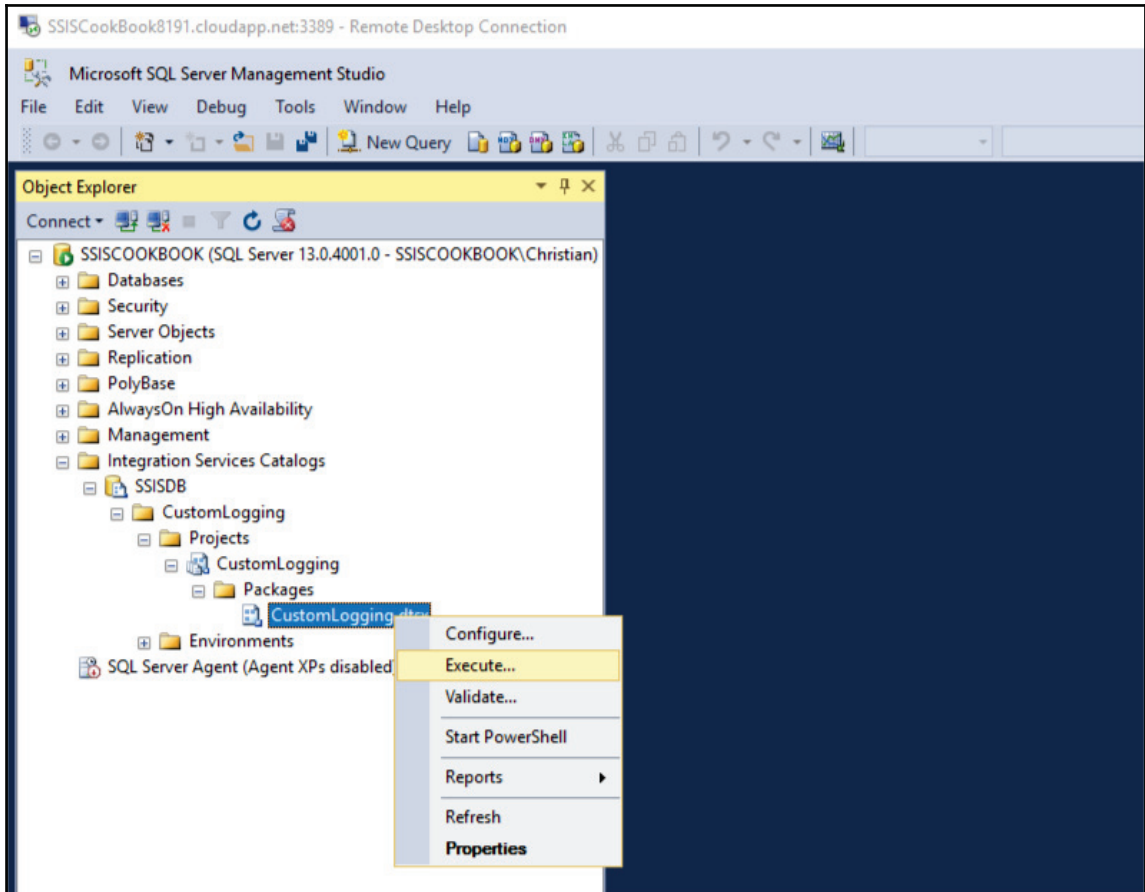 SSISCookBook8191.cloudapp.net:3389 - Remote Desktop Connection
Microsoft SQL Server Management Studio
File Edit View Debug Tools Window Help
New Query
Object Explorer
Connect
SSISCOOKBOOK (SQL Server 13.0.4001.0 - SSISCOOKBOOK\Christian)
Databases
Security
Server Objects
Replication
PolyBase
AlwaysOn High Availability
Management
Integration Services Catalogs
SSISDB
CustomLogging
Projects
CustomLogging
Packages
CustomLogging.dtsx
Environments
SQL Server Agent (Agent XPs disabled)
Configure...
Execute...
Validate...
Start PowerShell
Reports
Refresh
Properties